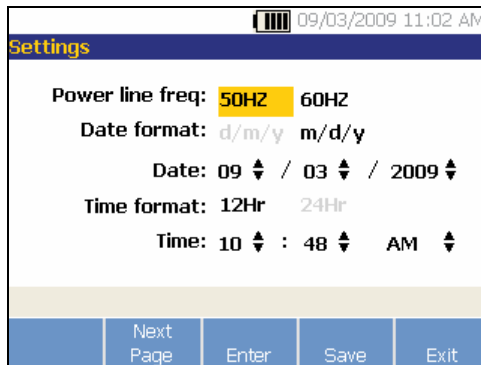 09/03/2009 11:02 AM
Settings
Power line freq: 50HZ 60HZ
Date format: d/m/y m/d/y
Date: 09 / 03 / 2009
Time format: 12Hr 24Hr
Time: 10 : 48 AM
Next Page Enter Save Exit